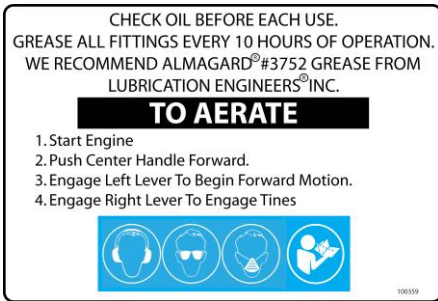 CHECK OIL BEFORE EACH USE.
GREASE ALL FITTINGS EVERY 10 HOURS OF OPERATION.
WE RECOMMEND ALMAGARD®#3752 GREASE FROM
LUBRICATION ENGINEERS®INC.
TO AERATE
1. Start Engine
2. Push Center Handle Forward.
3. Engage Left Lever To Begin Forward Motion.
4. Engage Right Lever To Engage Tines
100359